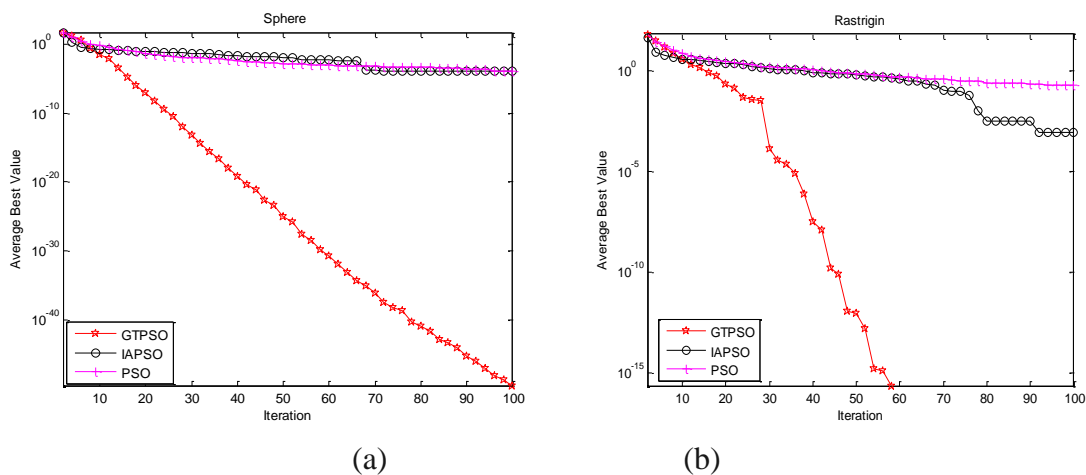 Sphere
10^0
10^-10
10^-20
10^-30
10^-40
Average Best Value
GTPSO
IAPSO
PSO
10 20 30 40 50 60 70 80 90 100
Iteration
(a)
Rastrigin
10^0
10^-5
10^-10
10^-15
Average Best Value
GTPSO
IAPSO
PSO
10 20 30 40 50 60 70 80 90 100
Iteration
(b)